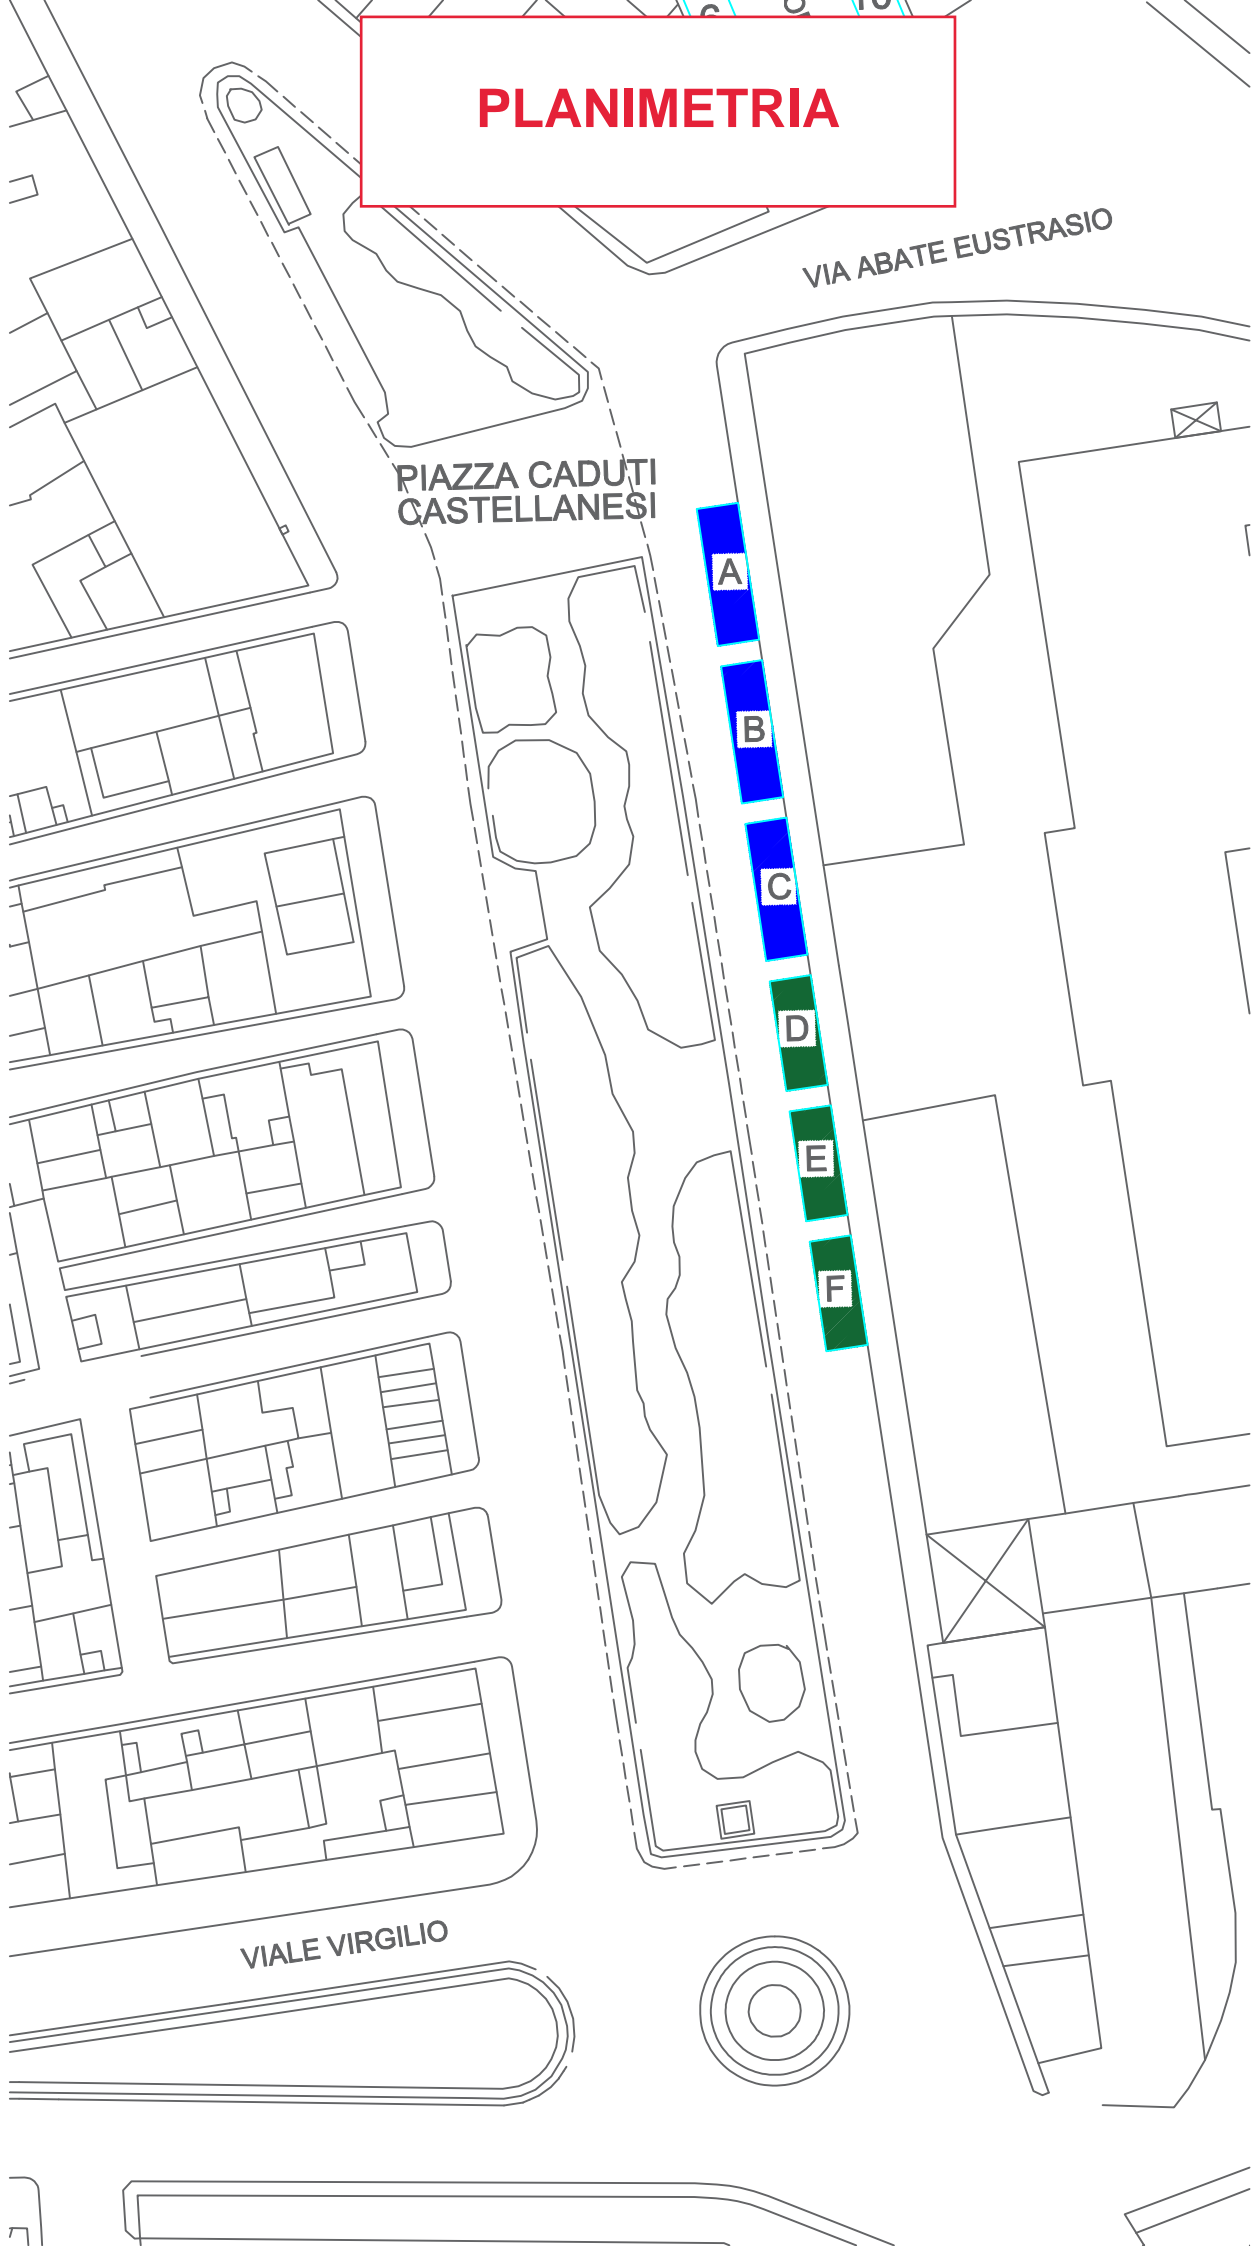 PLANIMETRIA
VIA ABATE EUSTRASIO
PIAZZA CADUTI
CASTELLANESI
A
B
C
D
E
F
VIALE VIRGILIO